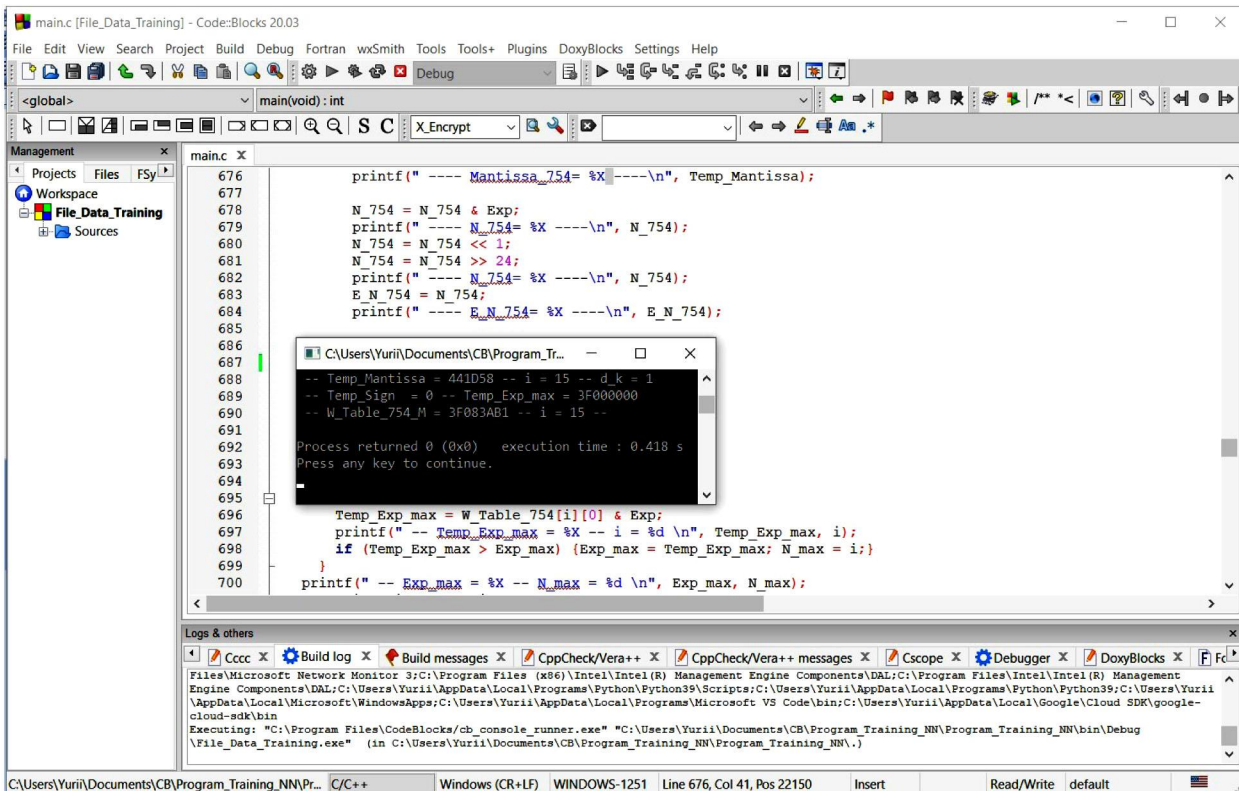 main.c [File_Data_Training] - Code::Blocks 20.03
File Edit View Search Project Build Debug Fortran wxSmith Tools Tools+ Plugins DoxyBlocks Settings Help
Debug
<global> main(void) : int /** *<
S C X_Encrypt Aa .*
Management
Projects Files FSy
Workspace
File_Data_Training
Sources
main.c X
676 printf(" ---- Mantissa_754= %X ----\n", Temp_Mantissa);
677
678 N_754 = N_754 & Exp;
679 printf(" ---- N_754= %X ----\n", N_754);
680 N_754 = N_754 << 1;
681 N_754 = N_754 >> 24;
682 printf(" ---- N_754= %X ----\n", N_754);
683 E_N_754 = N_754;
684 printf(" ---- E_N_754= %X ----\n", E_N_754);
685
686
687
688
689
690
691
692
693
694
695
C:\Users\Yurii\Documents\CB\Program_Tr...
-- Temp_Mantissa = 441D58 -- i = 15 -- d_k = 1
-- Temp_Sign = 0 -- Temp_Exp_max = 3F000000
-- W_Table_754_M = 3F083AB1 -- i = 15 --
Process returned 0 (0x0) execution time : 0.418 s
Press any key to continue.
696 Temp_Exp_max = W_Table_754[i][0] & Exp;
697 printf(" -- Temp_Exp_max = %X -- i = %d \n", Temp_Exp_max, i);
698 if (Temp_Exp_max > Exp_max) {Exp_max = Temp_Exp_max; N_max = i;}
699 }
700 printf(" -- Exp_max = %X -- N_max = %d \n", Exp_max, N_max);
Logs & others
Cccc X Build log X Build messages X CppCheck/Vera++ X CppCheck/Vera++ messages X Cscope X Debugger X DoxyBlocks X F
Files\Microsoft Network Monitor 3;C:\Program Files (x86)\Intel\Intel(R) Management Engine Components\DAL;C:\Program Files\Intel\Intel(R) Management
Engine Components\DAL;C:\Users\Yurii\AppData\Local\Programs\Python\Python39\Scripts;C:\Users\Yurii\AppData\Local\Programs\Python\Python39;C:\Users\Yurii
\AppData\Local\Microsoft\WindowsApps;C:\Users\Yurii\AppData\Local\Programs\Microsoft VS Code\bin;C:\Users\Yurii\AppData\Local\Google\Cloud SDK\google-
cloud-sdk\bin
Executing: "C:\Program Files\CodeBlocks/cb_console_runner.exe" "C:\Users\Yurii\Documents\CB\Program_Training_NN\Program_Training_NN\bin\Debug
\File_Data_Training.exe" (in C:\Users\Yurii\Documents\CB\Program_Training_NN\Program_Training_NN\.)
C:\Users\Yurii\Documents\CB\Program_Training_NN\Pr... C/C++ Windows (CR+LF) WINDOWS-1251 Line 676, Col 41, Pos 22150 Insert Read/Write default